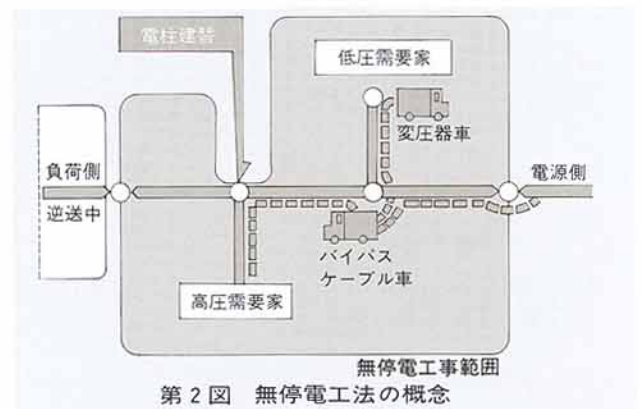 電柱建替
低圧需要家
変圧器車
負荷側
逆送中
電源側
バイパス
ケーブル車
高圧需要家
無停電工事範囲
第2図 無停電工法の概念